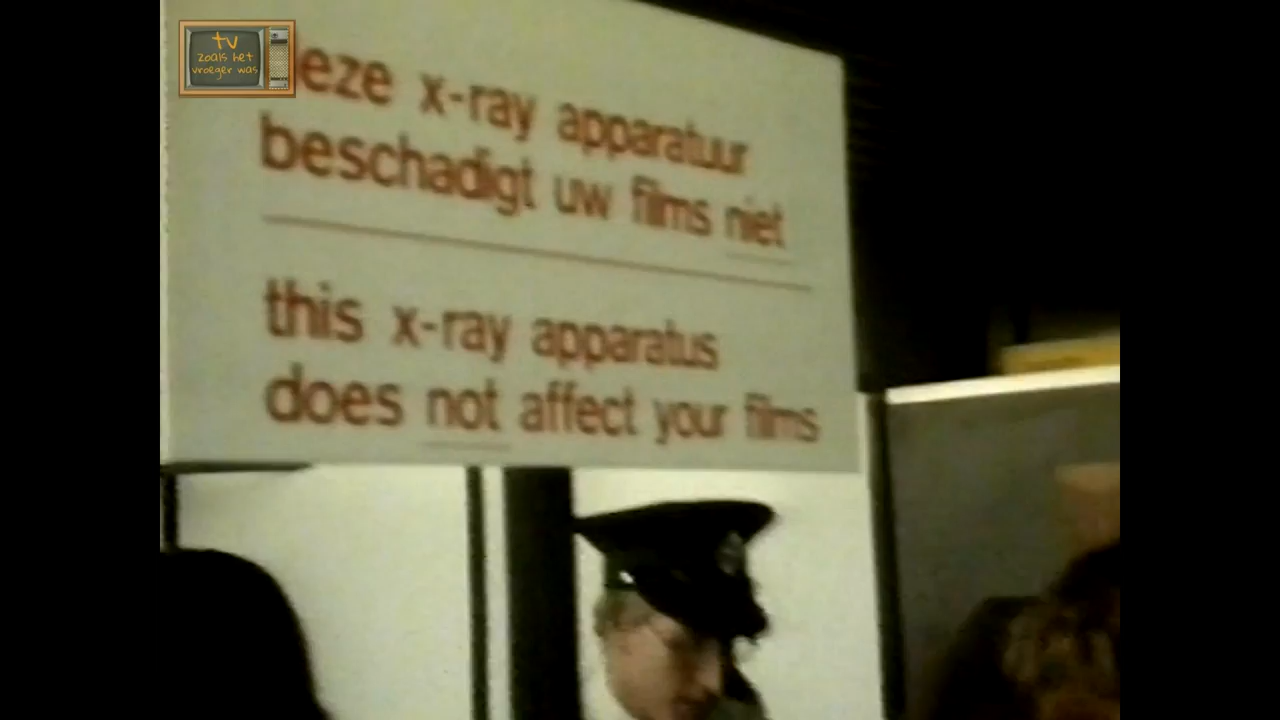 tv
zoals het
vroeger was
eze x-ray apparatuur
beschadigt uw films niet
this x-ray apparatus
does not affect your films